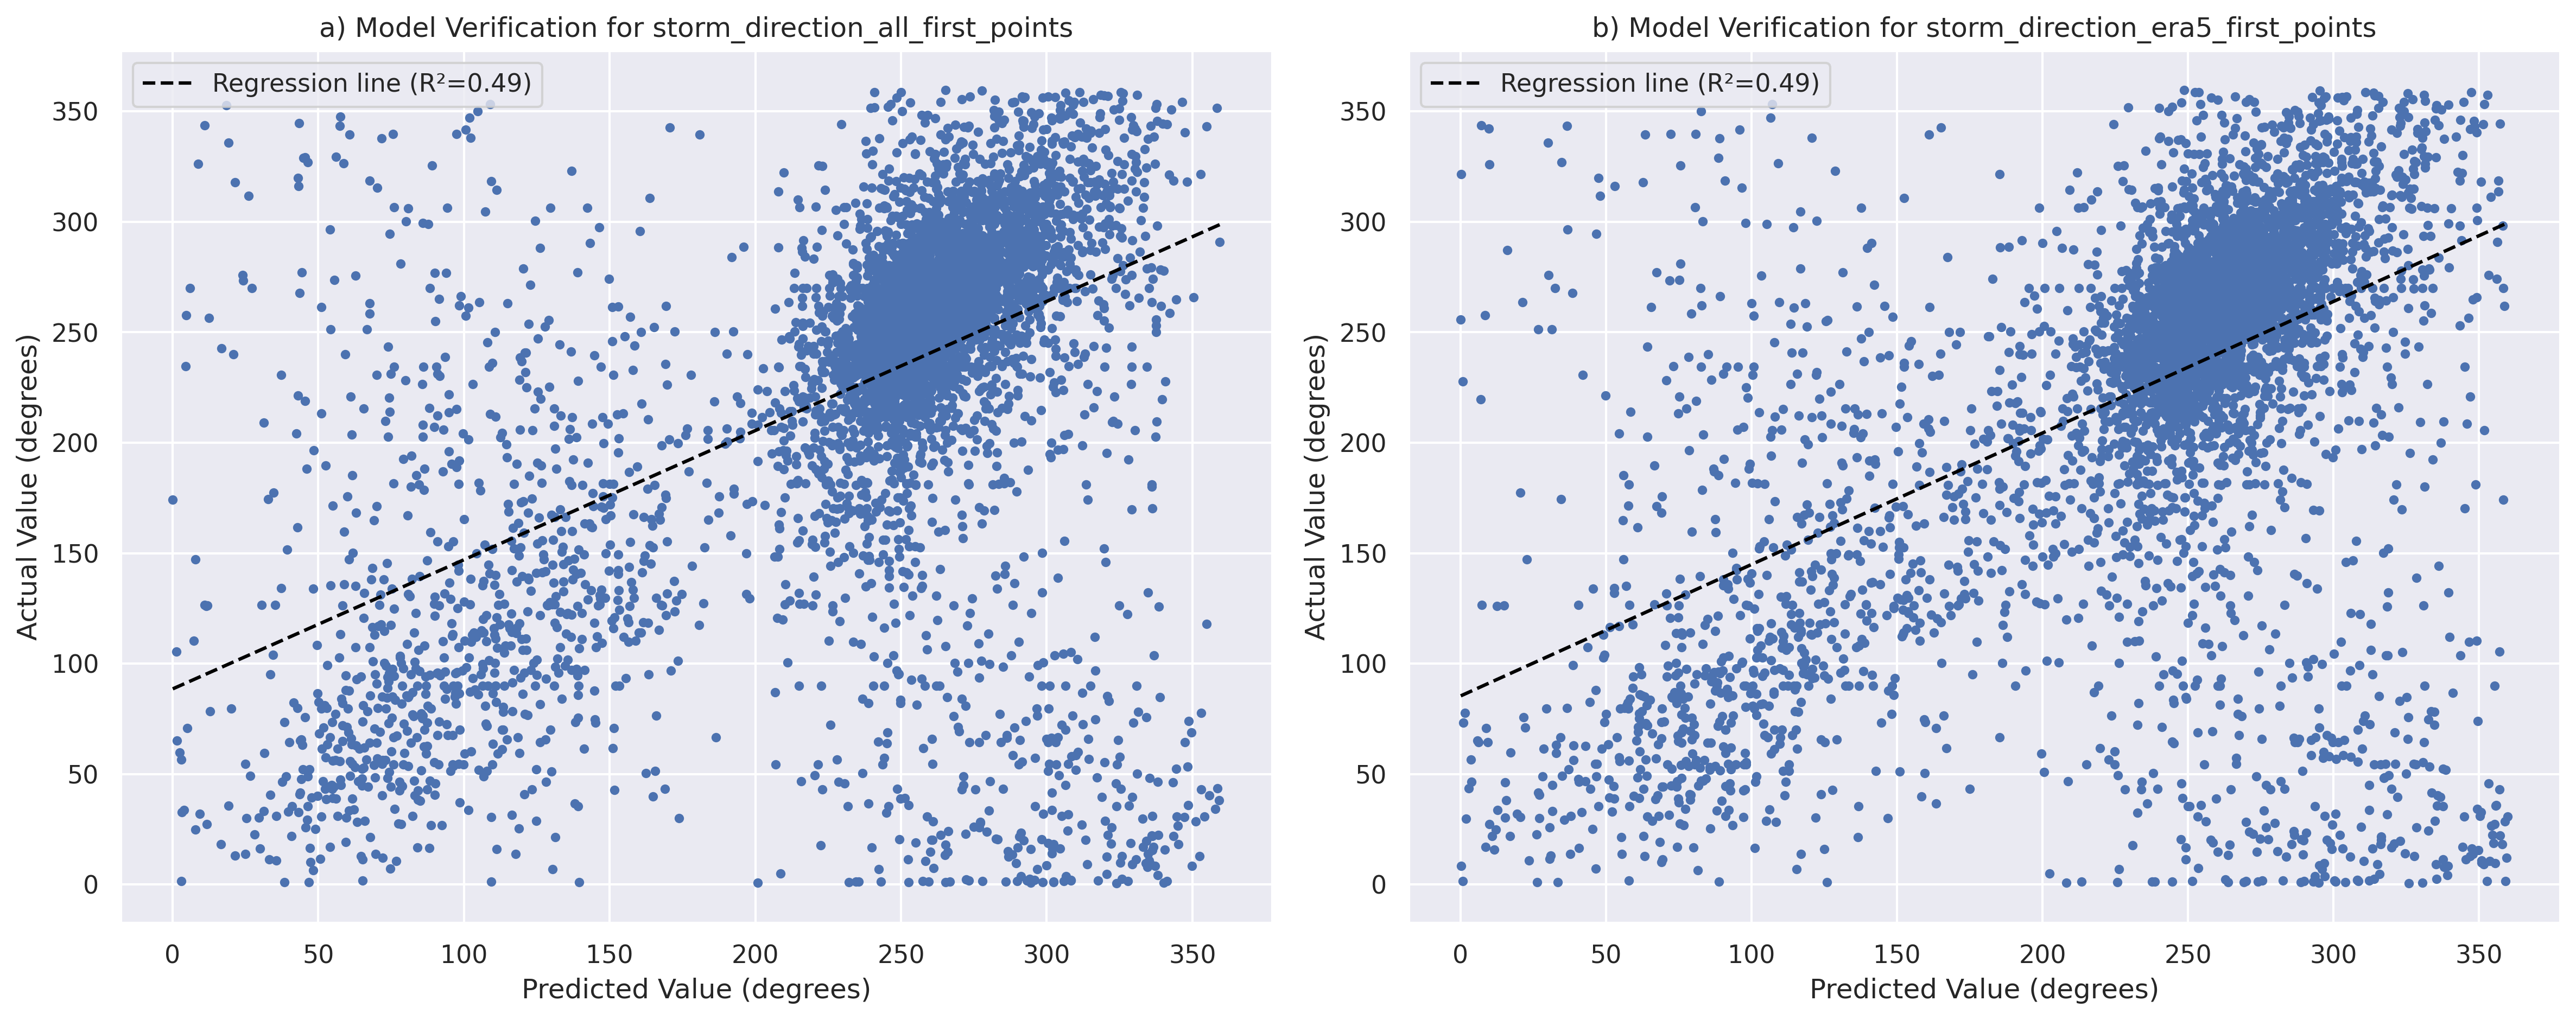 a) Model Verification for storm_direction_all_first_points
Regression line (R²=0.49)
350
300
250
200
150
100
50
0
Actual Value (degrees)
0 50 100 150 200 250 300 350
Predicted Value (degrees)
b) Model Verification for storm_direction_era5_first_points
Regression line (R²=0.49)
350
300
250
200
150
100
50
0
Actual Value (degrees)
0 50 100 150 200 250 300 350
Predicted Value (degrees)